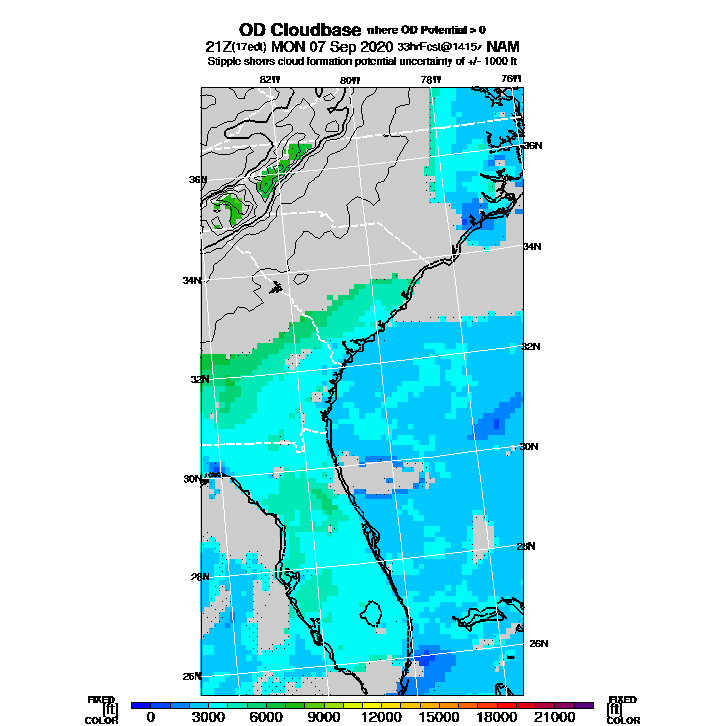 OD Cloudbase where OD Potential > 0
21Z(17edt) MON 07 Sep 2020 33hrFcst@1415z NAM
Stipple shows cloud formation potential uncertainty of +/- 1000 ft
82W 80W 78W 76W
36N
36N
34N
34N
32N
32N
30N
30N
28N
28N
26N
26N
FIXED FIXED
[ft] [ft]
COLOR COLOR
0 3000 6000 9000 12000 15000 18000 21000